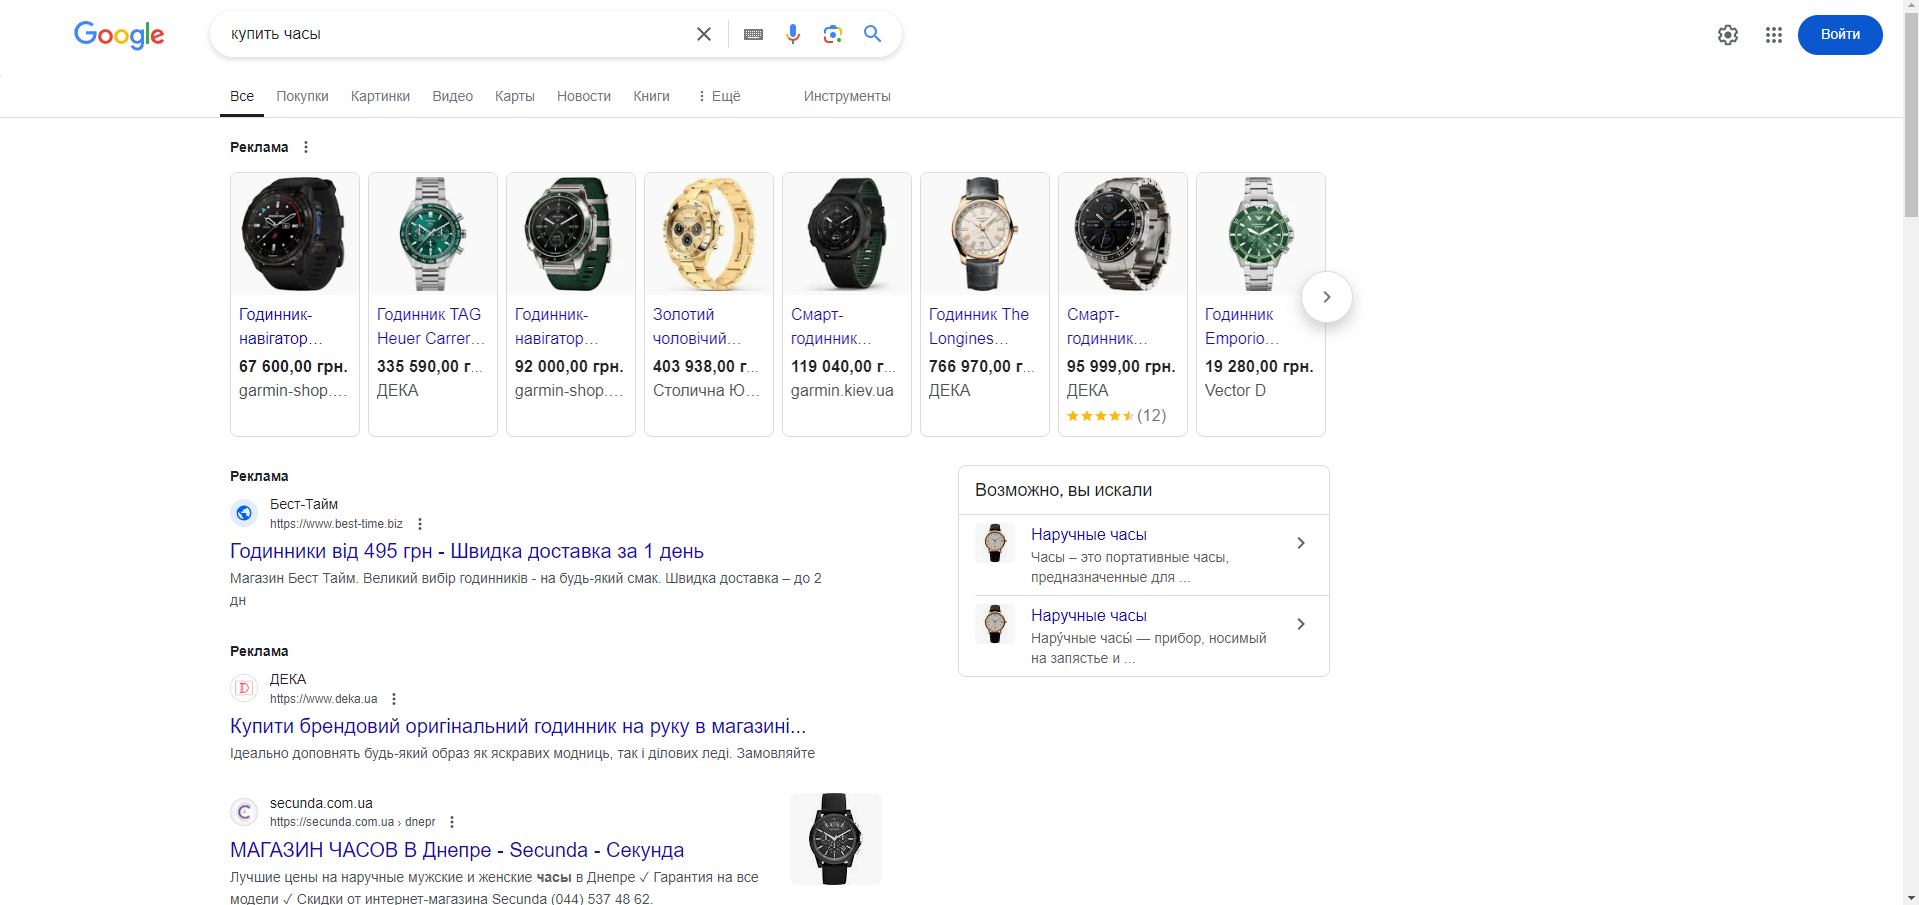 Google
купить часы
Войти
Все
Покупки
Картинки
Видео
Карты
Новости
Книги
Ещё
Инструменты
Реклама
Годинник-
навігатор...
67 600,00 грн.
garmin-shop....
Годинник TAG
Heuer Carrer...
335 590,00 г...
ДЕКА
Годинник-
навігатор...
92 000,00 грн.
garmin-shop....
Золотий
чоловічий...
403 938,00 г...
Столична Ю...
Смарт-
годинник...
119 040,00 г...
garmin.kiev.ua
Годинник The
Longines...
766 970,00 г...
ДЕКА
Смарт-
годинник...
95 999,00 грн.
ДЕКА
(12)
Годинник
Emporio...
19 280,00 грн.
Vector D
Реклама
Бест-Тайм
https://www.best-time.biz
Годинники від 495 грн - Швидка доставка за 1 день
Магазин Бест Тайм. Великий вибір годинників - на будь-який смак. Швидка доставка – до 2
дн
Реклама
ДЕКА
https://www.deka.ua
Купити брендовий оригінальний годинник на руку в магазині...
Ідеально доповнять будь-який образ як яскравих модниць, так і ділових леді. Замовляйте
secunda.com.ua
https://secunda.com.ua › dnepr
МАГАЗИН ЧАСОВ В Днепре - Secunda - Секунда
Лучшие цены на наручные мужские и женские часы в Днепре ✓ Гарантия на все
модели ✓ Скидки от интернет-магазина Secunda (044) 537 48 62.
Возможно, вы искали
Наручные часы
Часы – это портативные часы,
предназначенные для ...
Наручные часы
Нару́чные часы́ — прибор, носимый
на запястье и ...